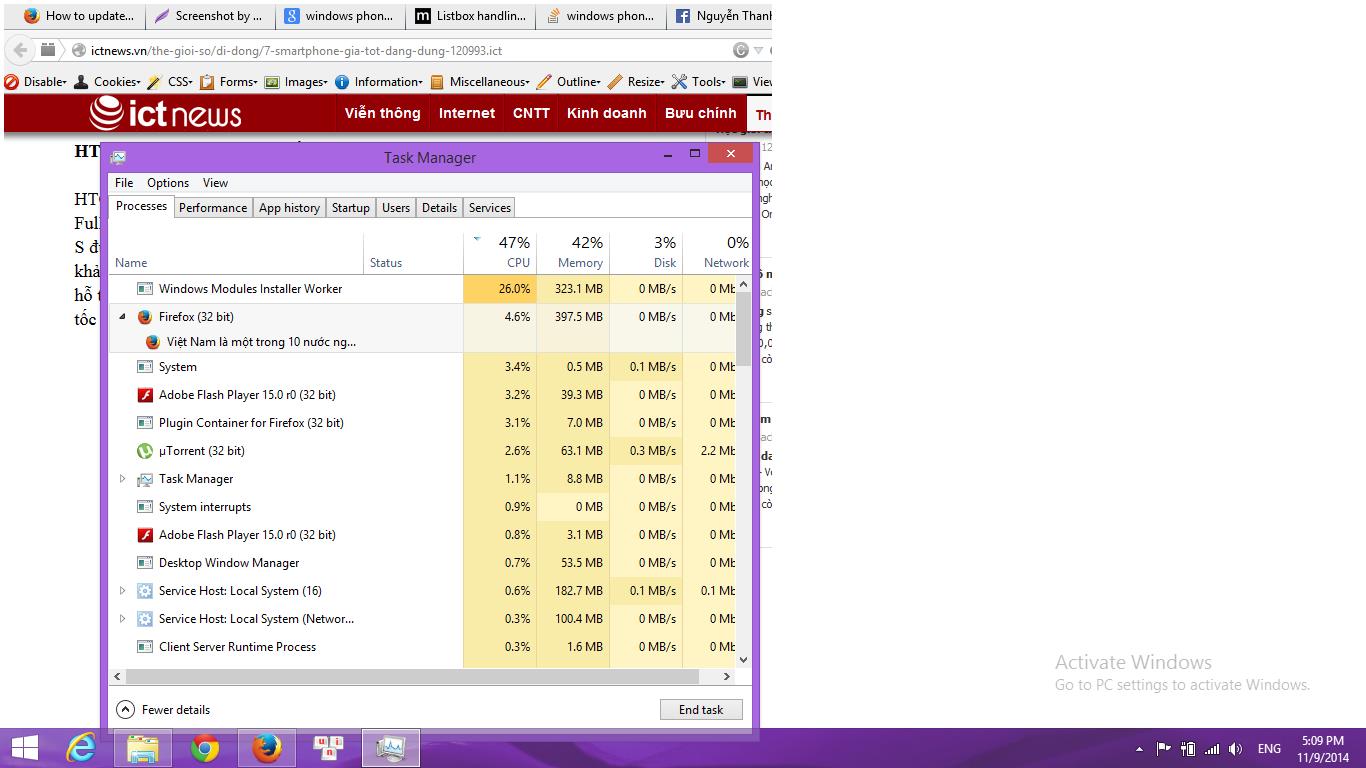 How to update... Screenshot by ... windows phon... Listbox handlin... windows phon... Nguyễn Thanh
ictnews.vn/the-gioi-so/di-dong/7-smartphone-gia-tot-dang-dung-120993.ict
Disable Cookies CSS Forms Images Information Miscellaneous Outline Resize Tools View
ictnews Viễn thông Internet CNTT Kinh doanh Bưu chính Th
HT
HT
Full
S đư
khả
hỗ t
tốc
Task Manager
File Options View
Processes Performance App history Startup Users Details Services
47% 42% 3% 0%
Name Status CPU Memory Disk Network
Windows Modules Installer Worker 26.0% 323.1 MB 0 MB/s 0 Mb
Firefox (32 bit) 4.6% 397.5 MB 0 MB/s 0 Mb
Việt Nam là một trong 10 nước ng...
System 3.4% 0.5 MB 0.1 MB/s 0 Mb
Adobe Flash Player 15.0 r0 (32 bit) 3.2% 39.3 MB 0 MB/s 0 Mb
Plugin Container for Firefox (32 bit) 3.1% 7.0 MB 0 MB/s 0 Mb
µTorrent (32 bit) 2.6% 63.1 MB 0.3 MB/s 2.2 Mb
Task Manager 1.1% 8.8 MB 0 MB/s 0 Mb
System interrupts 0.9% 0 MB 0 MB/s 0 Mb
Adobe Flash Player 15.0 r0 (32 bit) 0.8% 3.1 MB 0 MB/s 0 Mb
Desktop Window Manager 0.7% 53.5 MB 0 MB/s 0 Mb
Service Host: Local System (16) 0.6% 182.7 MB 0.1 MB/s 0.1 Mb
Service Host: Local System (Networ... 0.3% 100.4 MB 0 MB/s 0 Mb
Client Server Runtime Process 0.3% 1.6 MB 0 MB/s 0 Mb
Fewer details End task
Activate Windows
Go to PC settings to activate Windows.
u n i
ENG
5:09 PM
11/9/2014